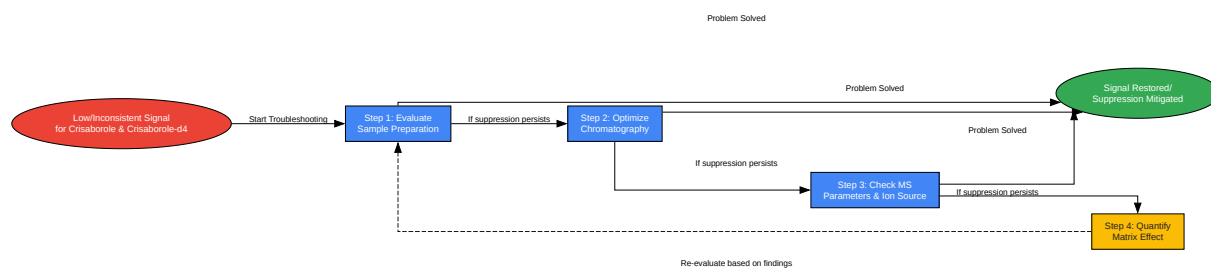 Problem Solved
Problem Solved
Signal Restored/
Suppression Mitigated
Low/Inconsistent Signal
for Crisaborole & Crisaborole-d4
Start Troubleshooting
Step 1: Evaluate
Sample Preparation
If suppression persists
Step 2: Optimize
Chromatography
Problem Solved
If suppression persists
Step 3: Check MS
Parameters & Ion Source
If suppression persists
Step 4: Quantify
Matrix Effect
Re-evaluate based on findings